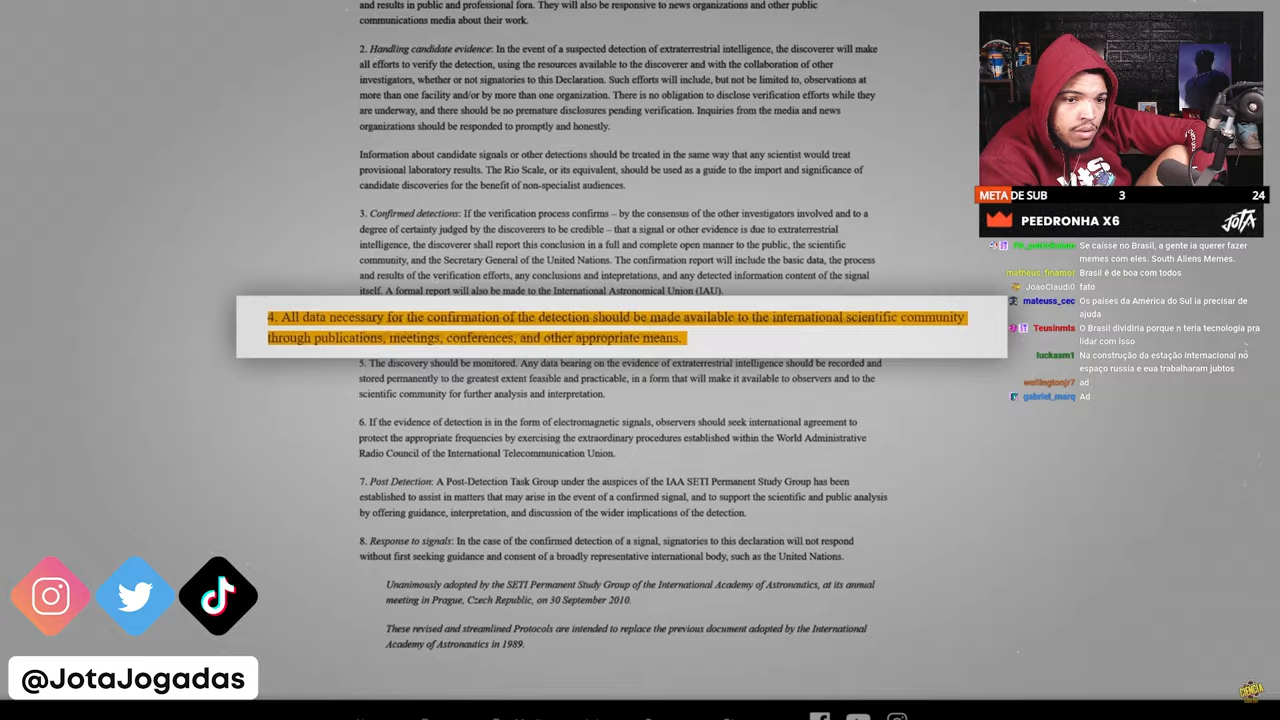 and results in public and professional fora. They will also be responsive to news organizations and other public
communications media about their work.
2. Handling candidate evidence: In the event of a suspected detection of extraterrestrial intelligence, the discoverer will make
all efforts to verify the detection, using the resources available to the discoverer and with the collaboration of other
investigators, whether or not signatories to this Declaration. Such efforts will include, but not be limited to, observations at
more than one facility and/or by more than one organization. There is no obligation to disclose verification efforts while they
are underway, and there should be no premature disclosures pending verification. Inquiries from the media and news
organizations should be responded to promptly and honestly.
Information about candidate signals or other detections should be treated in the same way that any scientist would treat
provisional laboratory results. The Rio Scale, or its equivalent, should be used as a guide to the import and significance of
candidate discoveries for the benefit of non-specialist audiences.
3. Confirmed detections: If the verification process confirms – by the consensus of the other investigators involved and to a
degree of certainty judged by the discoverers to be credible – that a signal or other evidence is due to extraterrestrial
intelligence, the discoverer shall report this conclusion in a full and complete open manner to the public, the scientific
community, and the Secretary General of the United Nations. The confirmation report will include the basic data, the process
and results of the verification efforts, any conclusions and intepretations, and any detected information content of the signal
itself. A formal report will also be made to the International Astronomical Union (IAU).
4. All data necessary for the confirmation of the detection should be made available to the international scientific community
through publications, meetings, conferences, and other appropriate means.
5. The discovery should be monitored. Any data bearing on the evidence of extraterrestrial intelligence should be recorded and
stored permanently to the greatest extent feasible and practicable, in a form that will make it available to observers and to the
scientific community for further analysis and interpretation.
6. If the evidence of detection is in the form of electromagnetic signals, observers should seek international agreement to
protect the appropriate frequencies by exercising the extraordinary procedures established within the World Administrative
Radio Council of the International Telecommunication Union.
7. Post Detection: A Post-Detection Task Group under the auspices of the IAA SETI Permanent Study Group has been
established to assist in matters that may arise in the event of a confirmed signal, and to support the scientific and public analysis
by offering guidance, interpretation, and discussion of the wider implications of the detection.
8. Response to signals: In the case of the confirmed detection of a signal, signatories to this declaration will not respond
without first seeking guidance and consent of a broadly representative international body, such as the United Nations.
Unanimously adopted by the SETI Permanent Study Group of the International Academy of Astronautics, at its annual
meeting in Prague, Czech Republic, on 30 September 2010.
These revised and streamlined Protocols are intended to replace the previous document adopted by the International
Academy of Astronautics in 1989.
META DE SUB 3 24
PEEDRONHA X6 JOTA
Se caísse no Brasil, a gente ia querer fazer
memes com eles. South Aliens Memes.
matheus_finamor Brasil é de boa com todos
JoaoClaudi0 fato
mateuss_cec Os países da América do Sul ia precisar de
ajuda
Teusinmts O Brasil dividiria porque n teria tecnologia pra
lidar com isso
luckasm1 Na construção da estação internacional no
espaço russia e eua trabalharam jubtos
wellingtonjr7 ad
gabriel_marq Ad
@JotaJogadas
CIENCIA